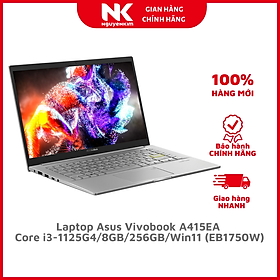 NK
NGUYENKIM
GIAN HÀNG
CHÍNH HÃNG
100%
HÀNG MỚI
Bảo hành
CHÍNH HÃNG
Giao hàng
NHANH
Laptop Asus Vivobook A415EA
Core i3-1125G4/8GB/256GB/Win11 (EB1750W)